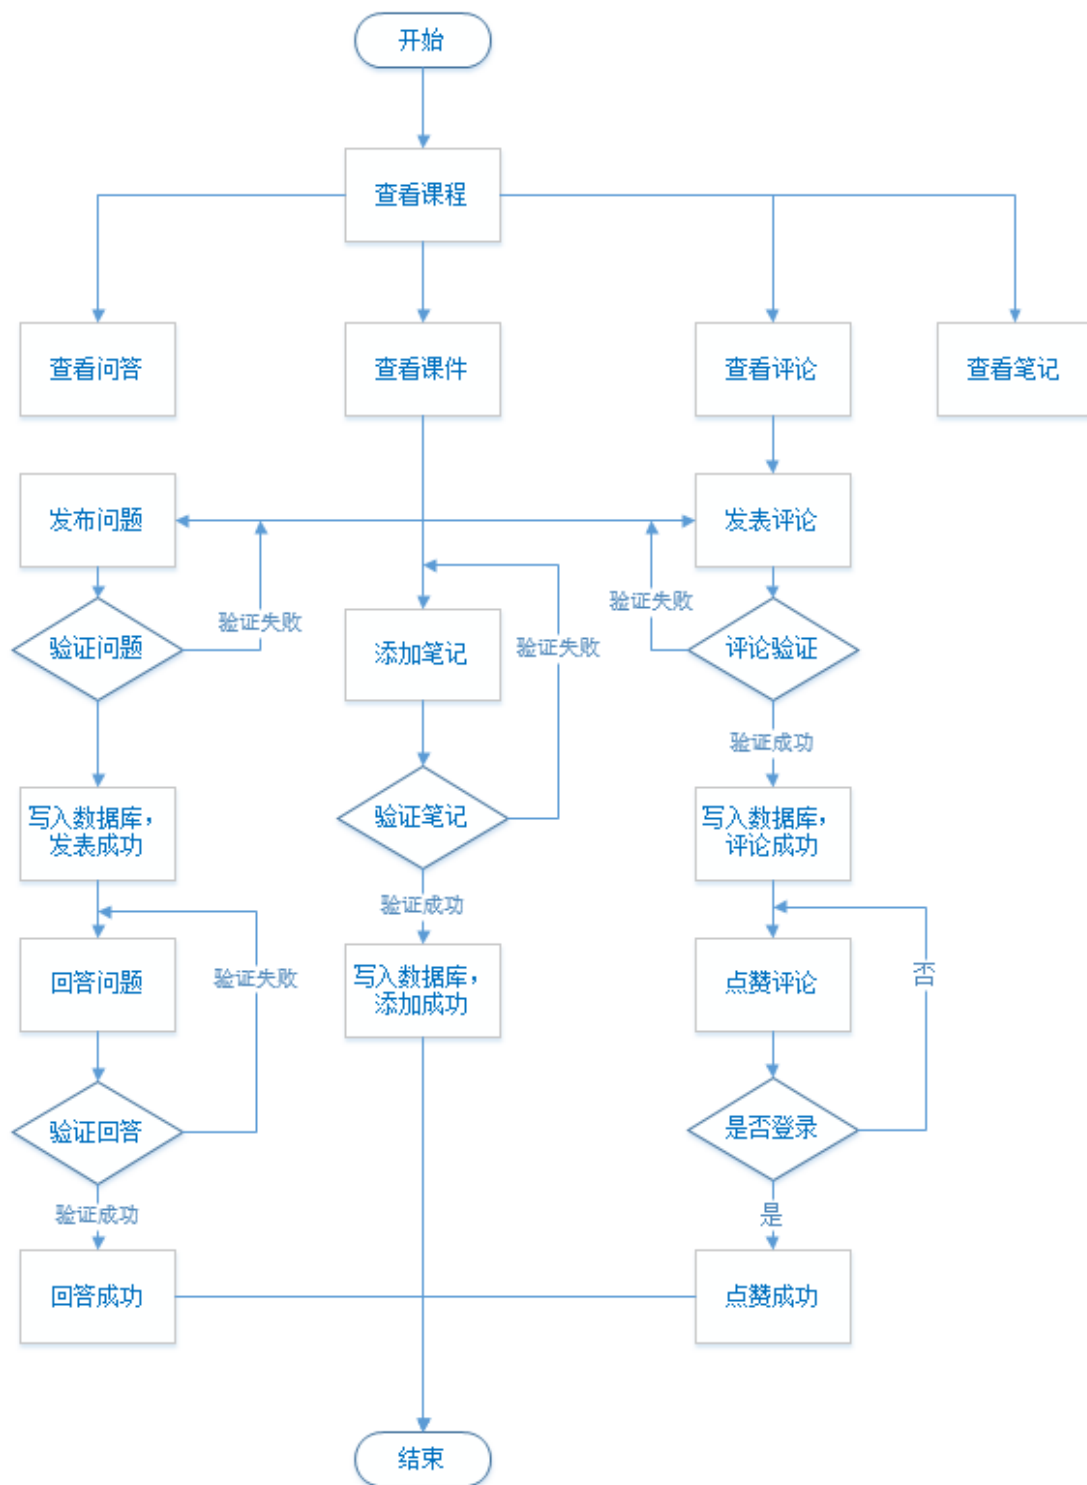 开始
查看课程
查看问答
查看课件
查看评论
查看笔记
发布问题
发表评论
验证失败
验证失败
验证问题
添加笔记
验证失败
评论验证
验证成功
写入数据库，
发表成功
验证笔记
写入数据库，
评论成功
验证成功
回答问题
验证失败
写入数据库，
添加成功
点赞评论
否
验证回答
是否登录
验证成功
是
回答成功
点赞成功
结束